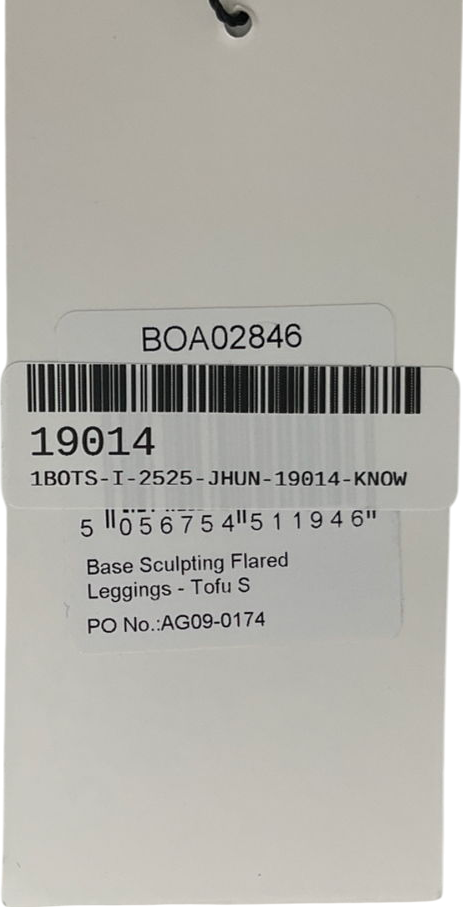 BOA02846
19014
1BOTS-I-2525-JHUN-19014-KNOW
5 056754 511946
Base Sculpting Flared
Leggings - Tofu S
PO No.:AG09-0174